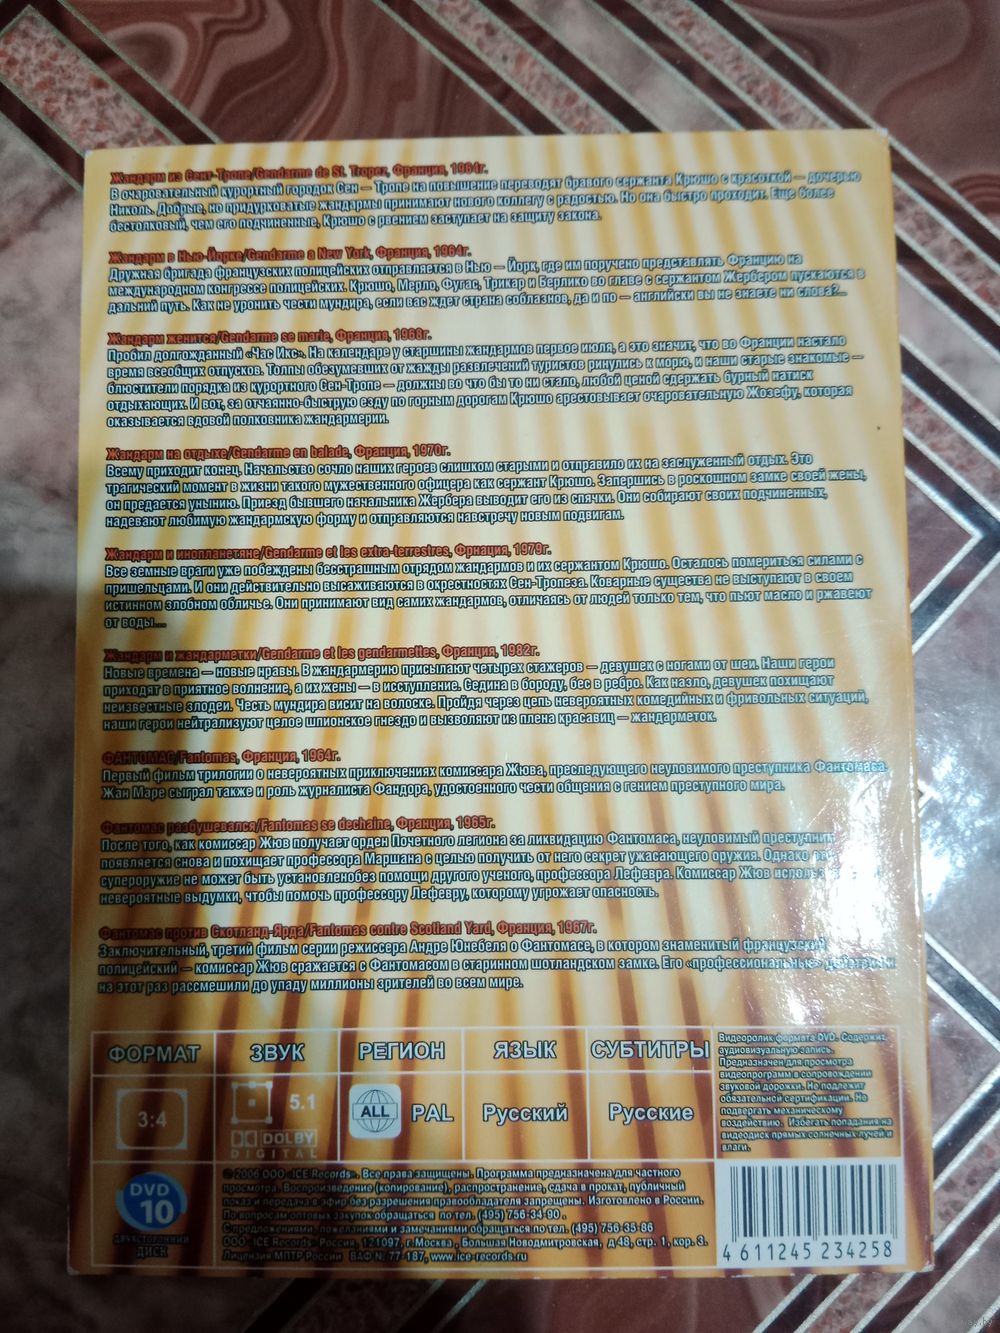 Жандарм из Сент-Тропе/Gendarme de St. Tropez, Франция, 1964г.
В очаровательный курортный городок Сен — Тропе на повышение переводят бравого сержанта Крюшо с красоткой — дочерью
Николь. Добрые, но придурковатые жандармы принимают нового коллегу с радостью. Но она быстро проходит. Еще более
бестолковый, чем его подчиненные, Крюшо с рвением заступает на защиту закона.
Жандарм в Нью-Йорке/Gendarme a New York, Франция, 1964г.
Дружная бригада французских полицейских отправляется в Нью — Йорк, где им поручено представлять Францию на
международном конгрессе полицейских. Крюшо, Мерло, Фугас, Трикар и Берлико во главе с сержантом Жербером пускаются в
дальний путь. Как не уронить чести мундира, если вас ждет страна соблазнов, да и по — английски вы не знаете ни слова?...
Жандарм женится/Gendarme se marie, Франция, 1968г.
Пробил долгожданный «Час Икс». На календаре у старшины жандармов первое июля, а это значит, что во Франции настало
время всеобщих отпусков. Толпы обезумевших от жажды развлечений туристов ринулись к морю, и наши старые знакомые —
блюстители порядка из курортного Сен-Тропе — должны во что бы то ни стало, любой ценой сдержать бурный натиск
отдыхающих. И вот, за отчаянно-быструю езду по горным дорогам Крюшо арестовывает очаровательную Жозефу, которая
оказывается вдовой полковника жандармерии.
Жандарм на отдыхе/Gendarme en balade, Франция, 1970г.
Всему приходит конец. Начальство сочло наших героев слишком старыми и отправило их на заслуженный отдых. Это
трагический момент в жизни такого мужественного офицера как сержант Крюшо. Запершись в роскошном замке своей жены,
он предается унынию. Приезд бывшего начальника Жербера выводит его из спячки. Они собирают своих подчиненных,
надевают любимую жандармскую форму и отправляются навстречу новым подвигам.
Жандарм и инопланетяне/Gendarme et les extra-terrestres, Фрнация, 1979г.
Все земные враги уже побеждены бесстрашным отрядом жандармов и их сержантом Крюшо. Осталось помериться силами с
пришельцами. И они действительно высаживаются в окрестностях Сен-Тропеза. Коварные существа не выступают в своем
истинном злобном обличье. Они принимают вид самих жандармов, отличаясь от людей только тем, что пьют масло и ржавеют
от воды...
Жандарм и жандарметки/Gendarme et les gendarmettes, Франция, 1982г.
Новые времена — новые нравы. В жандармерию присылают четырех стажеров — девушек с ногами от шеи. Наши герои
приходят в приятное волнение, а их жены — в исступление. Седина в бороду, бес в ребро. Как назло, девушек похищают
неизвестные злодеи. Честь мундира висит на волоске. Пройдя через цепь невероятных комедийных и фривольных ситуаций,
наши герои нейтрализуют целое шпионское гнездо и вызволяют из плена красавиц — жандарметок.
ФАНТОМАС/Fantomas, Франция, 1964г.
Первый фильм трилогии о невероятных приключениях комиссара Жюва, преследующего неуловимого преступника Фантомаса.
Жан Маре сыграл также и роль журналиста Фандора, удостоенного чести общения с гением преступного мира.
Фантомас разбушевался/Fantomas se dechaine, Франция, 1965г.
После того, как комиссар Жюв получает орден Почетного легиона за ликвидацию Фантомаса, неуловимый преступник
появляется снова и похищает профессора Маршана с целью получить от него секрет ужасающего оружия. Однако
супероружие не может быть установленобез помощи другого ученого, профессора Лефевра. Комиссар Жюв
невероятные выдумки, чтобы помочь профессору Лефевру, которому угрожает опасность.
Фантомас против Скотланд-Ярда/Fantomas contre Scotland Yard, Франция, 1967г.
Заключительный, третий фильм серии режиссера Андре Юнебеля о Фантомасе, в котором знаменитый французский
полицейский — комиссар Жюв сражается с Фантомасом в старинном шотландском замке. Его «профессиональные»
на этот раз рассмешили до упаду миллионы зрителей во всем мире.
ФОРМАТ
ЗВУК
РЕГИОН
ЯЗЫК
СУБТИТРЫ
3:4
5.1
DOLBY
DIGITAL
ALL
PAL
Русский
Русские
Видеоролик формата DVD. Содержит
аудиовизуальную запись.
Предназначен для просмотра
видеопрограмм в сопровождении
звуковой дорожки. Не подлежит
обязательной сертификации. Не
подвергать механическому
воздействию. Избегать попадания на
видеодиск прямых солнечных лучей и
влаги.
DVD
10
ДВУХСТОРОННИЙ
ДИСК
©2006 ООО «ICE Records». Все права защищены. Программа предназначена для частного
просмотра. Воспроизведение (копирование), распространение, сдача в прокат, публичный
показ и передача в эфир без разрешения правообладателя запрещены. Изготовлено в России.
По вопросам оптовых закупок обращаться по тел. (495) 756-34-90.
С предложениями, пожеланиями и замечаниями обращаться по тел. (495) 756-35-86
ООО «ICE Records» Россия, 121097, г.Москва, Большая Новодмитровская, д 48, стр. 1, кор. 3.
Лицензия МПТР России ВАФ № 77-187, www.ice-records.ru
4 611245 234258